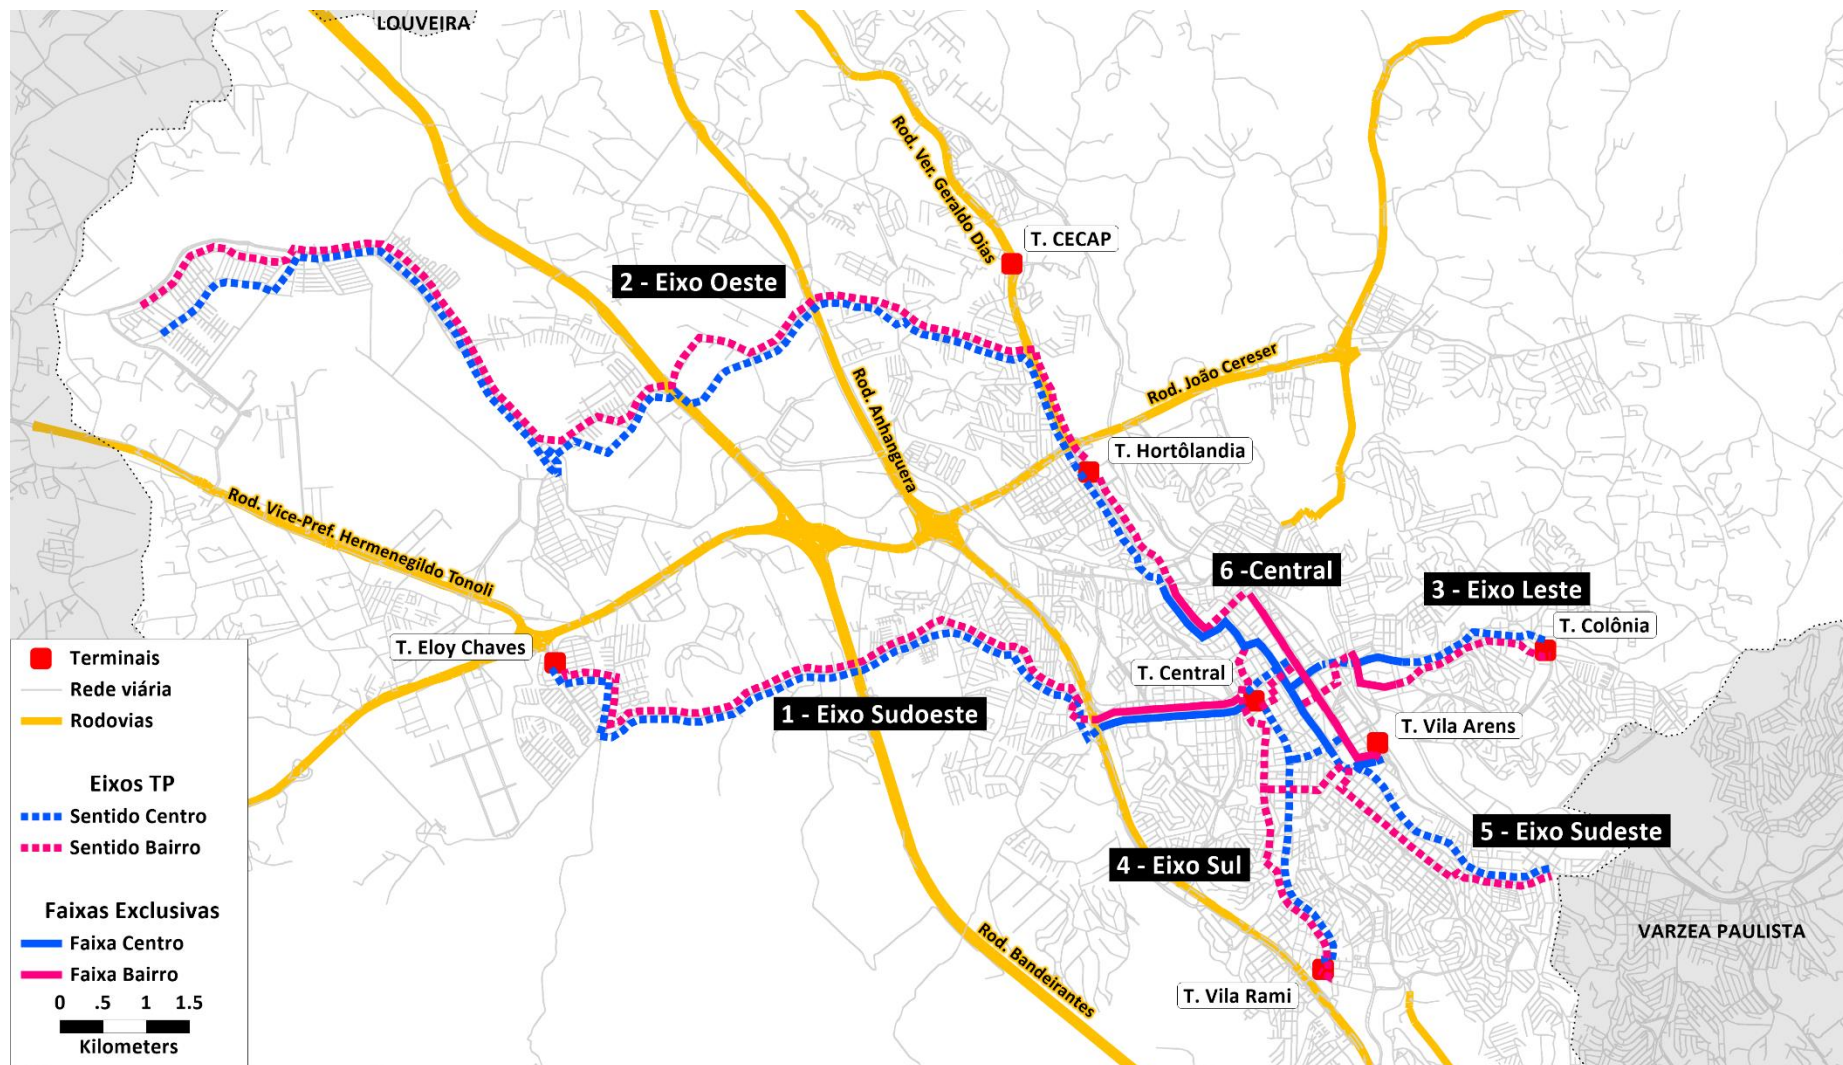 LOUVEIRA
Rod. Ver. Geraldo Dias
T. CECAP
2 - Eixo Oeste
Rod. João Cereser
Rod. Anhanguera
T. Hortôlandia
Rod. Vice-Pref. Hermenegildo Tonoli
6 -Central
3 - Eixo Leste
T. Colônia
T. Eloy Chaves
T. Central
1 - Eixo Sudoeste
T. Vila Arens
5 - Eixo Sudeste
4 - Eixo Sul
VARZEA PAULISTA
Rod. Bandeirantes
T. Vila Rami
Terminais
Rede viária
Rodovias
Eixos TP
Sentido Centro
Sentido Bairro
Faixas Exclusivas
Faixa Centro
Faixa Bairro
0 .5 1 1.5
Kilometers